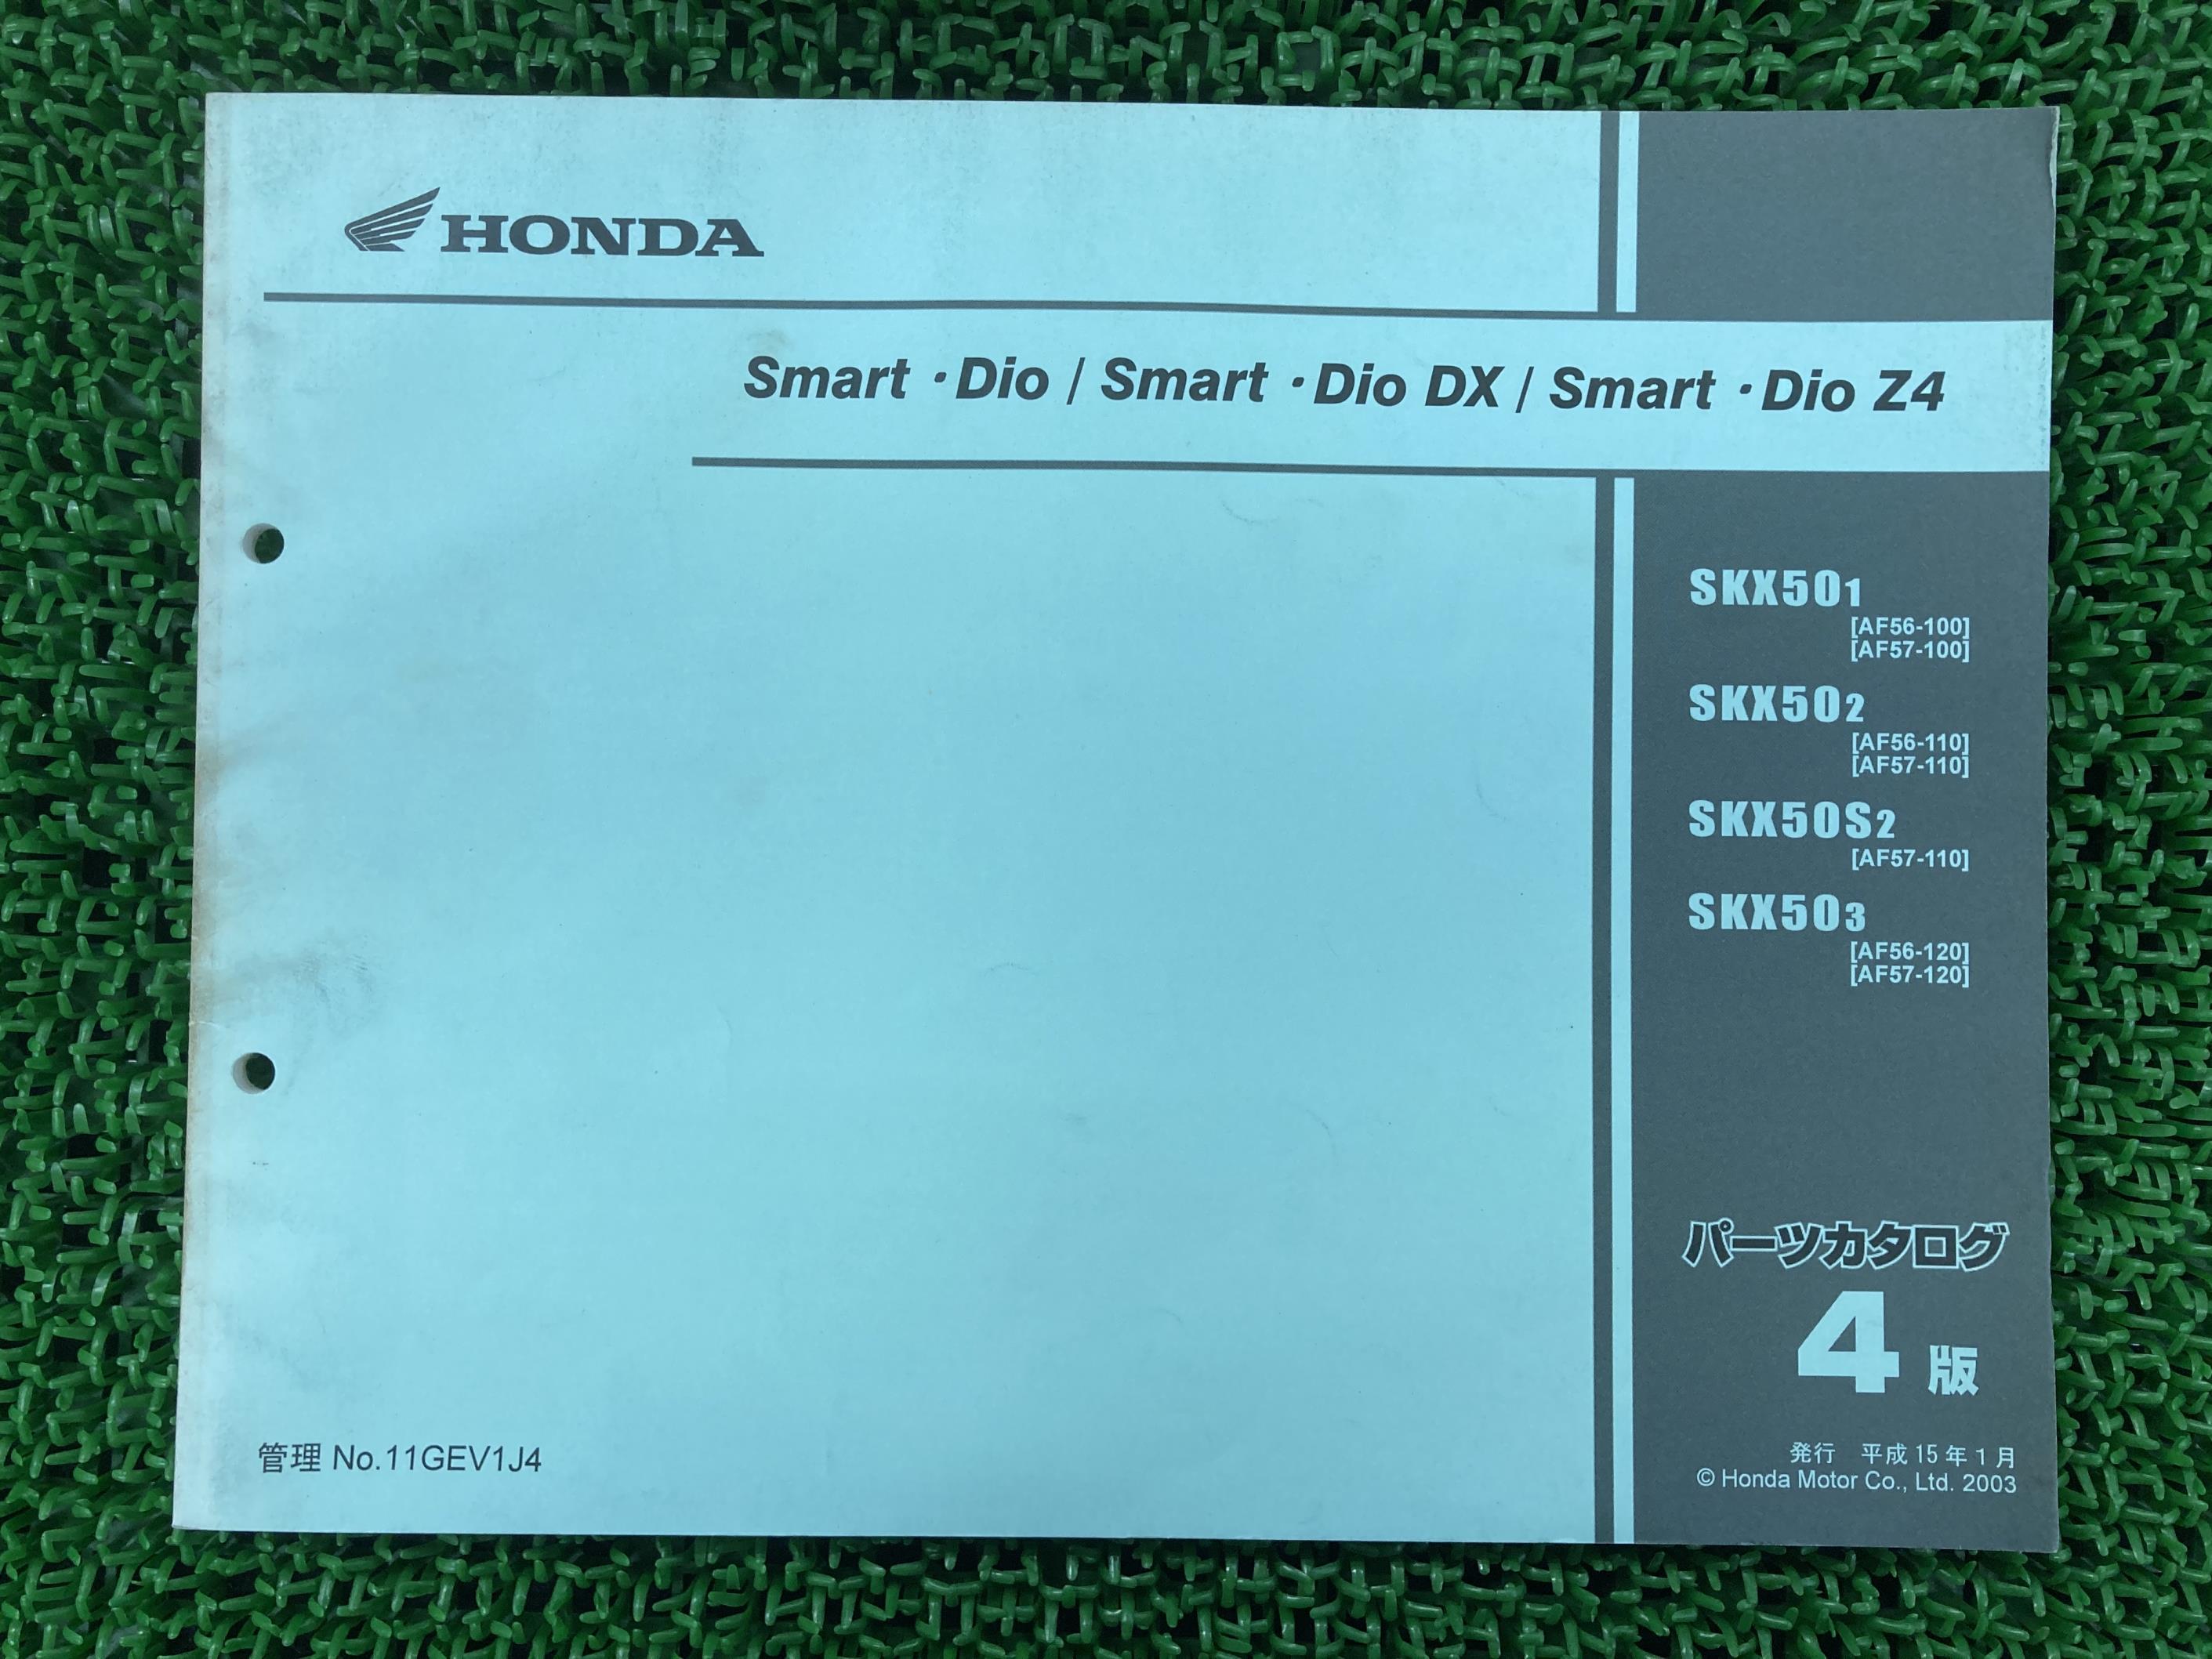 HONDA
Smart・Dio / Smart・Dio DX / Smart・Dio Z4
SKX501
[AF56-100]
[AF57-100]
SKX502
[AF56-110]
[AF57-110]
SKX50S2
[AF57-110]
SKX503
[AF56-120]
[AF57-120]
パーツカタログ
4版
発行 平成15年1月
© Honda Motor Co., Ltd. 2003
管理 No.11GEV1J4